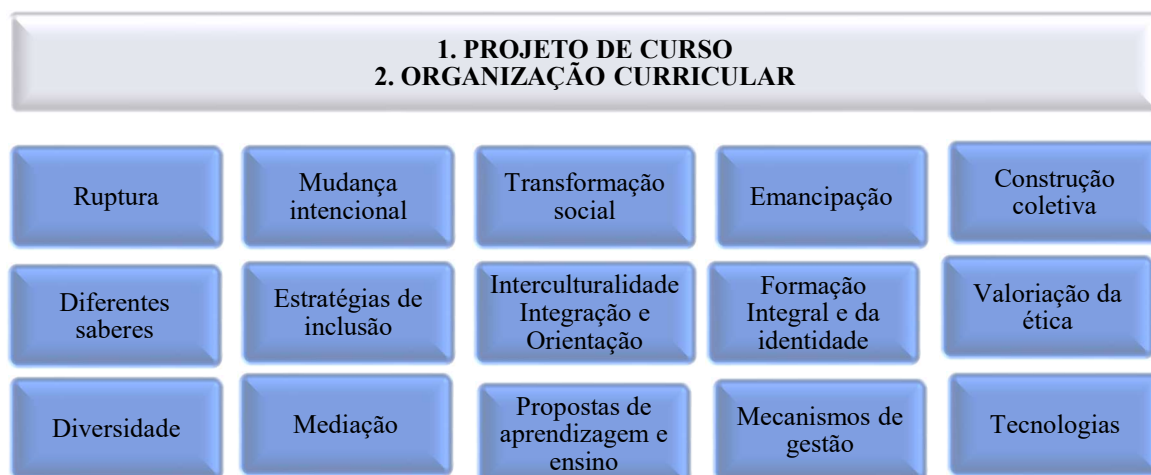 1. PROJETO DE CURSO
2. ORGANIZAÇÃO CURRICULAR
Ruptura
Mudança
intencional
Transformação
social
Emancipação
Construção
coletiva
Diferentes
saberes
Estratégias de
inclusão
Interculturalidade
Integração e
Orientação
Formação
Integral e da
identidade
Valoriação da
ética
Diversidade
Mediação
Propostas de
aprendizagem e
ensino
Mecanismos de
gestão
Tecnologias